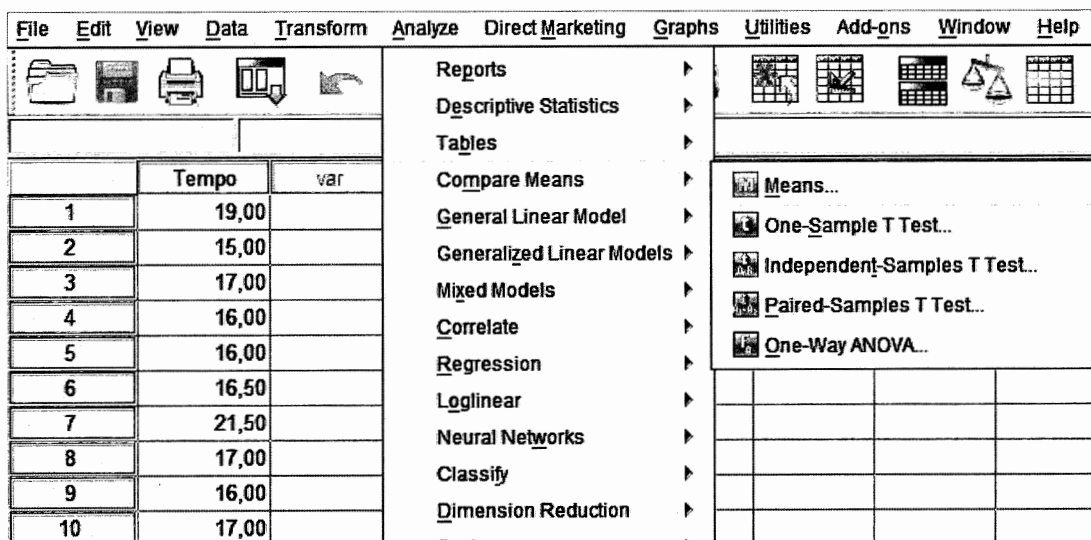 File Edit View Data Transform Analyze Direct Marketing Graphs Utilities Add-ons Window Help
Reports
Descriptive Statistics
Tables
Compare Means
General Linear Model
Generalized Linear Models
Mixed Models
Correlate
Regression
Loglinear
Neural Networks
Classify
Dimension Reduction
Means...
One-Sample T Test...
Independent-Samples T Test...
Paired-Samples T Test...
One-Way ANOVA...
Tempo var
1 19,00
2 15,00
3 17,00
4 16,00
5 16,00
6 16,50
7 21,50
8 17,00
9 16,00
10 17,00